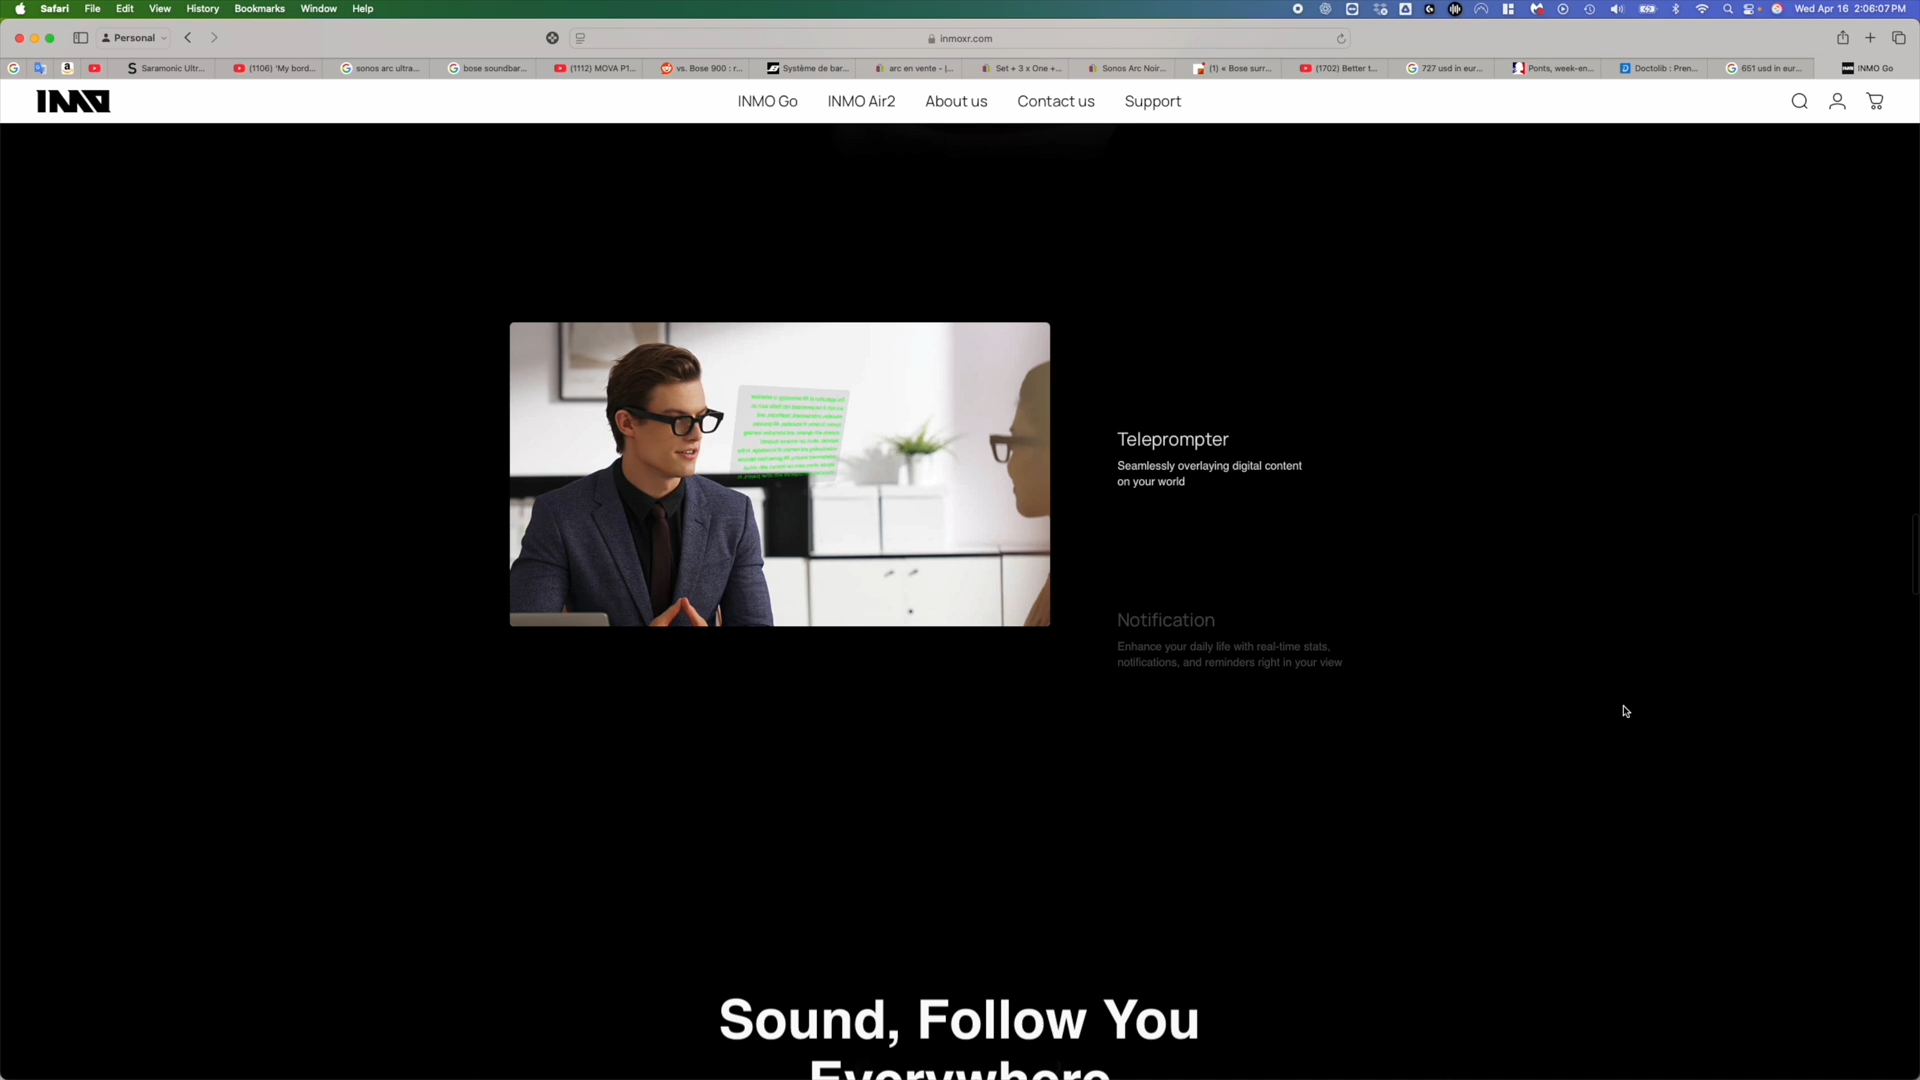 Safari File Edit View History Bookmarks Window Help Wed Apr 16 2:06:07 PM
Personal inmoxr.com
Saramonic Ultr... (1106) 'My bord... sonos arc ultra... bose soundbar... (1112) MOVA P1... vs. Bose 900 : r... Système de bar... arc en vente - |... Set + 3 x One +... Sonos Arc Noir... (1) « Bose surr... (1702) Better t... 727 usd in eur... Ponts, week-en... Doctolib : Pren... 651 usd in eur... INMO Go
INMO INMO Go INMO Air2 About us Contact us Support
Teleprompter
Seamlessly overlaying digital content
on your world
Notification
Enhance your daily life with real-time stats,
notifications, and reminders right in your view
Sound, Follow You
Everywhere